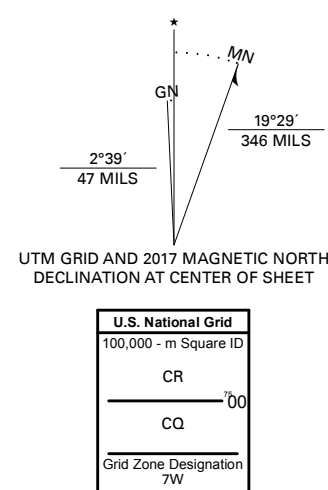 ★
MN
GN
19°29´
346 MILS
2°39´
47 MILS
UTM GRID AND 2017 MAGNETIC NORTH
DECLINATION AT CENTER OF SHEET
U.S. National Grid
100,000 - m Square ID
CR
7500
CQ
Grid Zone Designation
7W